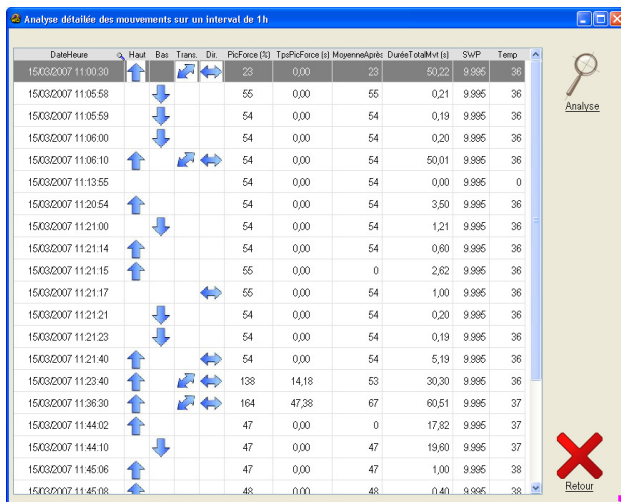 Analyse détaillée des mouvements sur un interval de 1h
DateHeure Haut Bas Trans. Dir. PicForce (%) TpsPicForce (s) MoyenneAprès DuréeTotalMvt (s) SWP Temp
15/03/2007 11:00:30 23 0,00 23 50,22 9.995 36
15/03/2007 11:05:58 55 0,00 55 0,21 9.995 36
15/03/2007 11:05:59 54 0,00 54 0,19 9.995 36
15/03/2007 11:06:00 54 0,00 54 0,20 9.995 36
15/03/2007 11:06:10 54 0,00 54 50,01 9.995 36
15/03/2007 11:13:55 54 0,00 54 0,00 9.995 0
15/03/2007 11:20:54 54 0,00 54 3,50 9.995 36
15/03/2007 11:21:00 54 0,00 54 1,21 9.995 36
15/03/2007 11:21:14 54 0,00 54 0,60 9.995 36
15/03/2007 11:21:15 55 0,00 0 2,62 9.995 36
15/03/2007 11:21:17 55 0,00 54 1,00 9.995 36
15/03/2007 11:21:21 54 0,00 54 0,20 9.995 36
15/03/2007 11:21:23 54 0,00 54 0,19 9.995 36
15/03/2007 11:21:40 54 0,00 54 5,19 9.995 36
15/03/2007 11:23:40 138 14,18 53 30,30 9.995 36
15/03/2007 11:36:30 164 47,38 67 60,51 9.995 37
15/03/2007 11:44:02 47 0,00 0 17,82 9.995 37
15/03/2007 11:44:10 47 0,00 47 19,60 9.995 37
15/03/2007 11:45:06 47 0,00 47 1,00 9.995 38
15/03/2007 11:45:08 48 0,00 48 0,40 9.995 38
Analyse
Retour